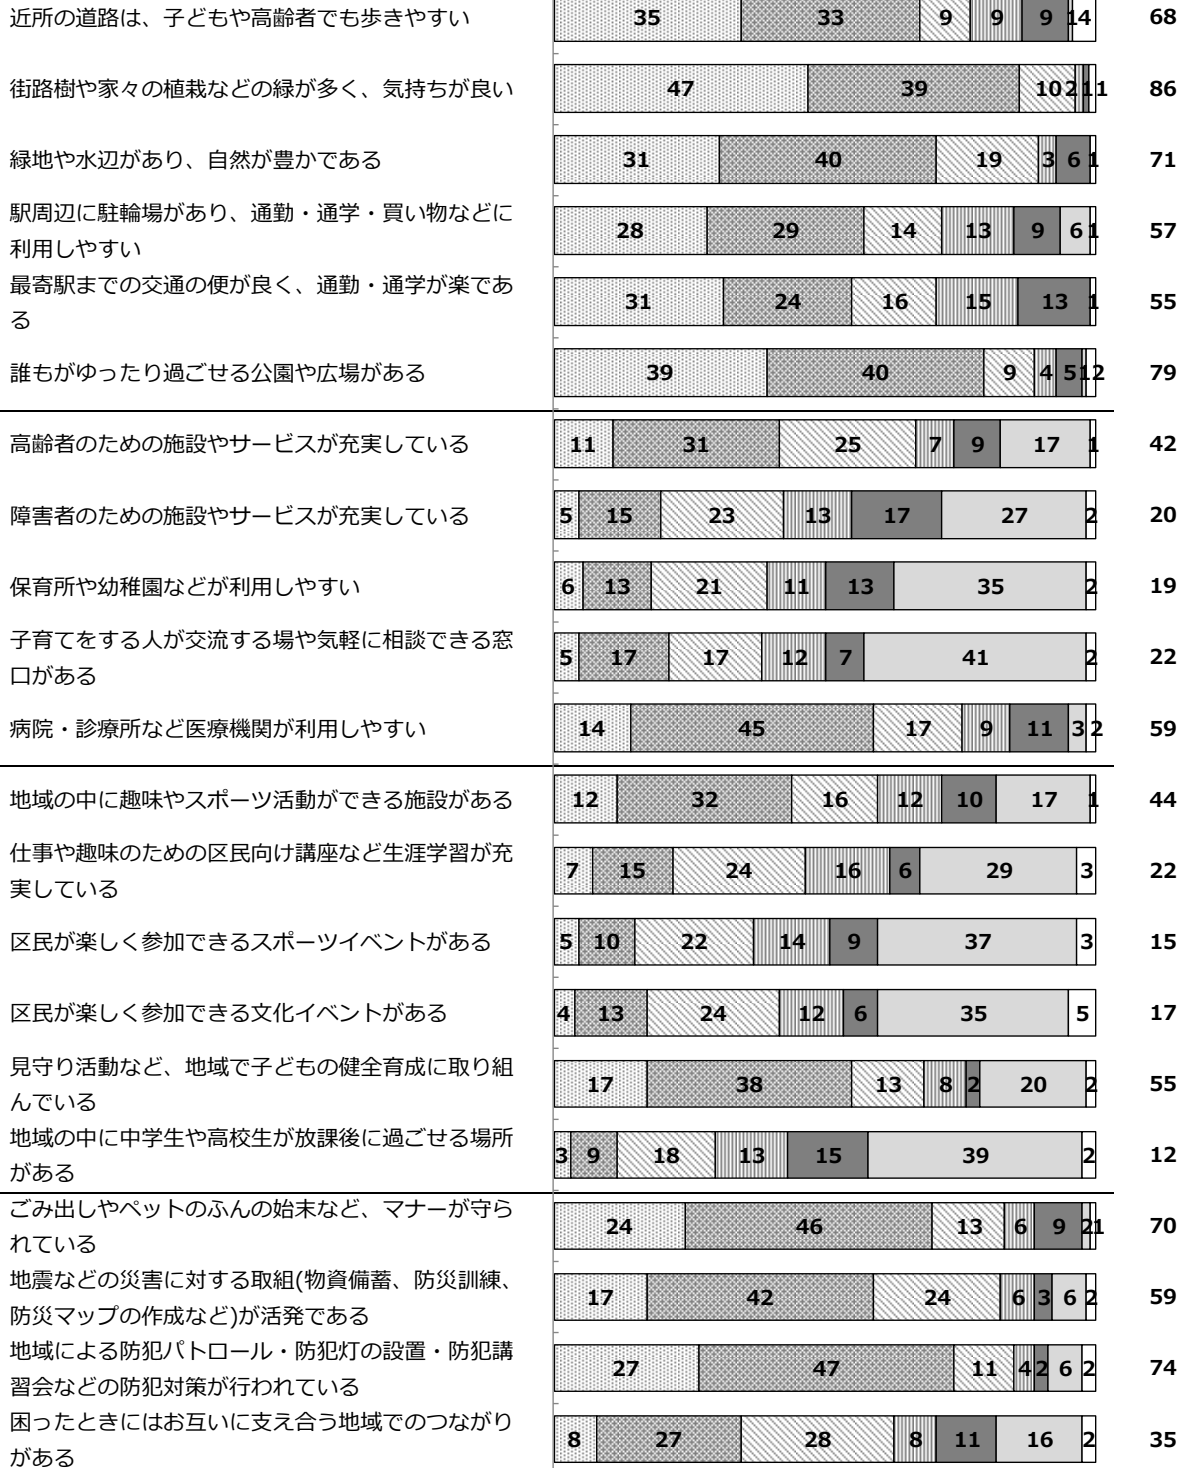 近所の道路は、子どもや高齢者でも歩きやすい 35 33 9 9 9 1 4 68
街路樹や家々の植栽などの緑が多く、気持ちが良い 47 39 10 2 1 1 86
緑地や水辺があり、自然が豊かである 31 40 19 3 6 1 71
駅周辺に駐輪場があり、通勤・通学・買い物などに
利用しやすい 28 29 14 13 9 6 1 57
最寄駅までの交通の便が良く、通勤・通学が楽であ
る 31 24 16 15 13 1 55
誰もがゆったり過ごせる公園や広場がある 39 40 9 4 5 1 2 79
高齢者のための施設やサービスが充実している 11 31 25 7 9 17 1 42
障害者のための施設やサービスが充実している 5 15 23 13 17 27 2 20
保育所や幼稚園などが利用しやすい 6 13 21 11 13 35 2 19
子育てをする人が交流する場や気軽に相談できる窓
口がある 5 17 17 12 7 41 2 22
病院・診療所など医療機関が利用しやすい 14 45 17 9 11 3 2 59
地域の中に趣味やスポーツ活動ができる施設がある 12 32 16 12 10 17 1 44
仕事や趣味のための区民向け講座など生涯学習が充
実している 7 15 24 16 6 29 3 22
区民が楽しく参加できるスポーツイベントがある 5 10 22 14 9 37 3 15
区民が楽しく参加できる文化イベントがある 4 13 24 12 6 35 5 17
見守り活動など、地域で子どもの健全育成に取り組
んでいる 17 38 13 8 2 20 2 55
地域の中に中学生や高校生が放課後に過ごせる場所
がある 3 9 18 13 15 39 2 12
ごみ出しやペットのふんの始末など、マナーが守ら
れている 24 46 13 6 9 2 1 70
地震などの災害に対する取組(物資備蓄、防災訓練、
防災マップの作成など)が活発である 17 42 24 6 3 6 2 59
地域による防犯パトロール・防犯灯の設置・防犯講
習会などの防犯対策が行われている 27 47 11 4 2 6 2 74
困ったときにはお互いに支え合う地域でのつながり
がある 8 27 28 8 11 16 2 35